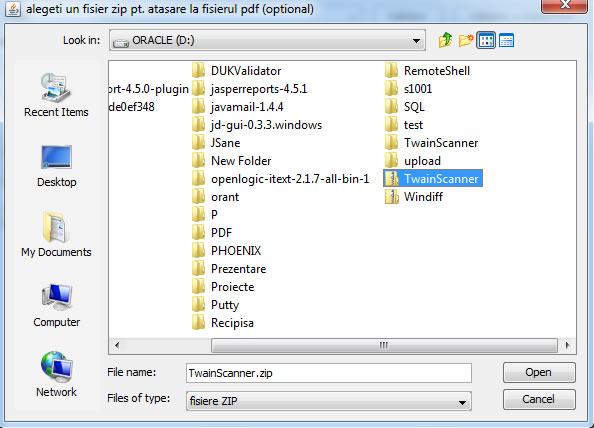 alegeti un fisier zip pt. atasare la fisierul pdf (optional)
Look in: ORACLE (D:)
Recent Items
Desktop
My Documents
Computer
Network
ort-4.5.0-plugin
de0ef348
DUKValidator
jasperreports-4.5.1
javamail-1.4.4
jd-gui-0.3.3.windows
JSane
New Folder
openlogic-itext-2.1.7-all-bin-1
orant
P
PDF
PHOENIX
Prezentare
Proiecte
Putty
Recipisa
RemoteShell
s1001
SQL
test
TwainScanner
upload
TwainScanner
Windiff
File name: TwainScanner.zip Open
Files of type: fisiere ZIP Cancel